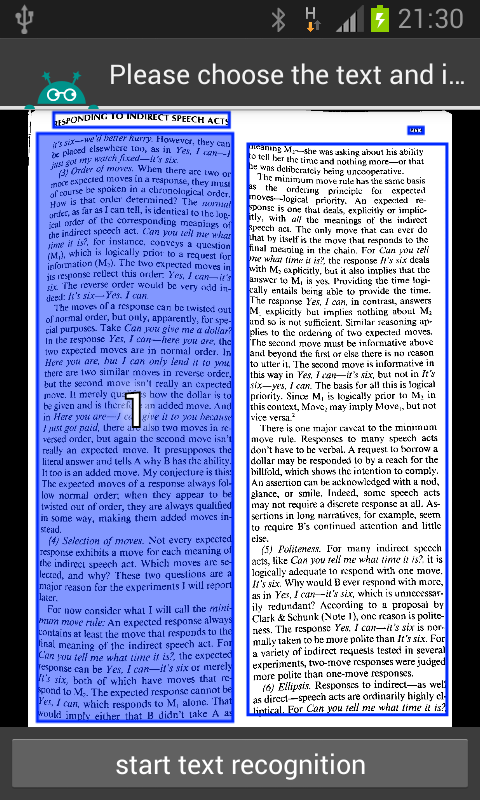 21:30
Please choose the text and i...
RESPONDING TO INDIRECT SPEECH ACTS
it's six—we'd better hurry. However, they can
be placed elsewhere too, as in Yes, I can—I
just got my watch fixed—it's six.
(3) Order of moves. When there are two or
more expected moves in a response, they must
of course be spoken in a chronological order.
How is that order determined? The normal
order, as far as I can tell, is identical to the log-
ical order of the corresponding meanings of
the indirect speech act. Can you tell me what
time it is?, for instance, conveys a question
(M₁), which is logically prior to a request for
information (M₂). The two expected moves in
its response reflect this order: Yes, I can—it's
six. The reverse order would be very odd in-
deed: It's six—Yes, I can.
The moves of a response can be twisted out
of normal order, but only, apparently, for spe-
cial purposes. Take Can you give me a dollar?
In the response Yes, I can—here you are, the
two expected moves are in normal order. In
Here you are, but I can only lend it to you,
there are two similar moves in reverse order,
but the second move isn't really an expected
move. It merely how the dollar is to
be given and is an added move. And
in Here you are—I give it to you because
I just got paid, there are also two moves in re-
versed order, but again the second move isn't
really an expected move. It presupposes the
literal answer and tells A why B has the ability.
It too is an added move. My conjecture is this:
The expected moves of a response always fol-
low normal order; when they appear to be
twisted out of order, they are always qualified
in some way, making them added moves in-
stead.
(4) Selection of moves. Not every expected
response exhibits a move for each meaning of
the indirect speech act. Which moves are se-
lected, and why? These two questions are a
major reason for the experiments I will report
later.
For now consider what I will call the mini-
mum move rule: An expected response always
contains at least the move that responds to the
final meaning of the indirect speech act. For
Can you tell me what time it is?, the expected
response can be Yes, I can—it's six or merely
It's six, both of which have moves that re-
spond to M₂. The expected response cannot be
Yes, I can, which responds to M₁ alone. That
would imply either that B didn't take A as
1
meaning M₂—she was asking about his ability
to tell her the time and nothing more—or that
he was deliberately being uncooperative.
The minimum move rule has the same basis
as the ordering principle for expected
moves—logical priority. An expected re-
sponse is one that deals, explicitly or implic-
itly, with all the meanings of the indirect
speech act. The only move that can ever do
that by itself is the move that responds to the
final meaning in the chain. For Can you tell
me what time it is?, the response It's six deals
with M₂ explicitly, but it also implies that the
answer to M₁ is yes. Providing the time logi-
cally entails being able to provide the time.
The response Yes, I can, in contrast, answers
M₁ explicitly but implies nothing about M₂
and so is not sufficient. Similar reasoning ap-
plies to the ordering of two expected moves.
The second move must be informative above
and beyond the first or else there is no reason
to utter it. The second move is informative in
this way in Yes, I can—it's six, but not in It's
six—yes, I can. The basis for all this is logical
priority. Since M₁ is logically prior to M₂ in
this context, Move₂ may imply Move₁, but not
vice versa.²
There is one major caveat to the minimum
move rule. Responses to many speech acts
don't have to be verbal. A request to borrow a
dollar may be responded to by a reach for the
billfold, which shows the intention to comply.
An assertion can be acknowledged with a nod,
glance, or smile. Indeed, some speech acts
may not require a discrete response at all. As-
sertions in long narratives, for example, seem
to require B's continued attention and little
else.
(5) Politeness. For many indirect speech
acts, like Can you tell me what time it is?, it is
logically adequate to respond with one move,
It's six. Why would B ever respond with more,
as in Yes, I can—it's six, which is unnecessar-
ily redundant? According to a proposal by
Clark & Schunk (Note 1), one reason is polite-
ness. The response Yes, I can—it's six is nor-
mally taken to be more polite than It's six. For
a variety of indirect requests tested in several
experiments, two-move responses were judged
more polite than one-move responses.
(6) Ellipsis. Responses to indirect—as well
as direct—speech acts are ordinarily highly el-
liptical. For Can you tell me what time it is?
start text recognition